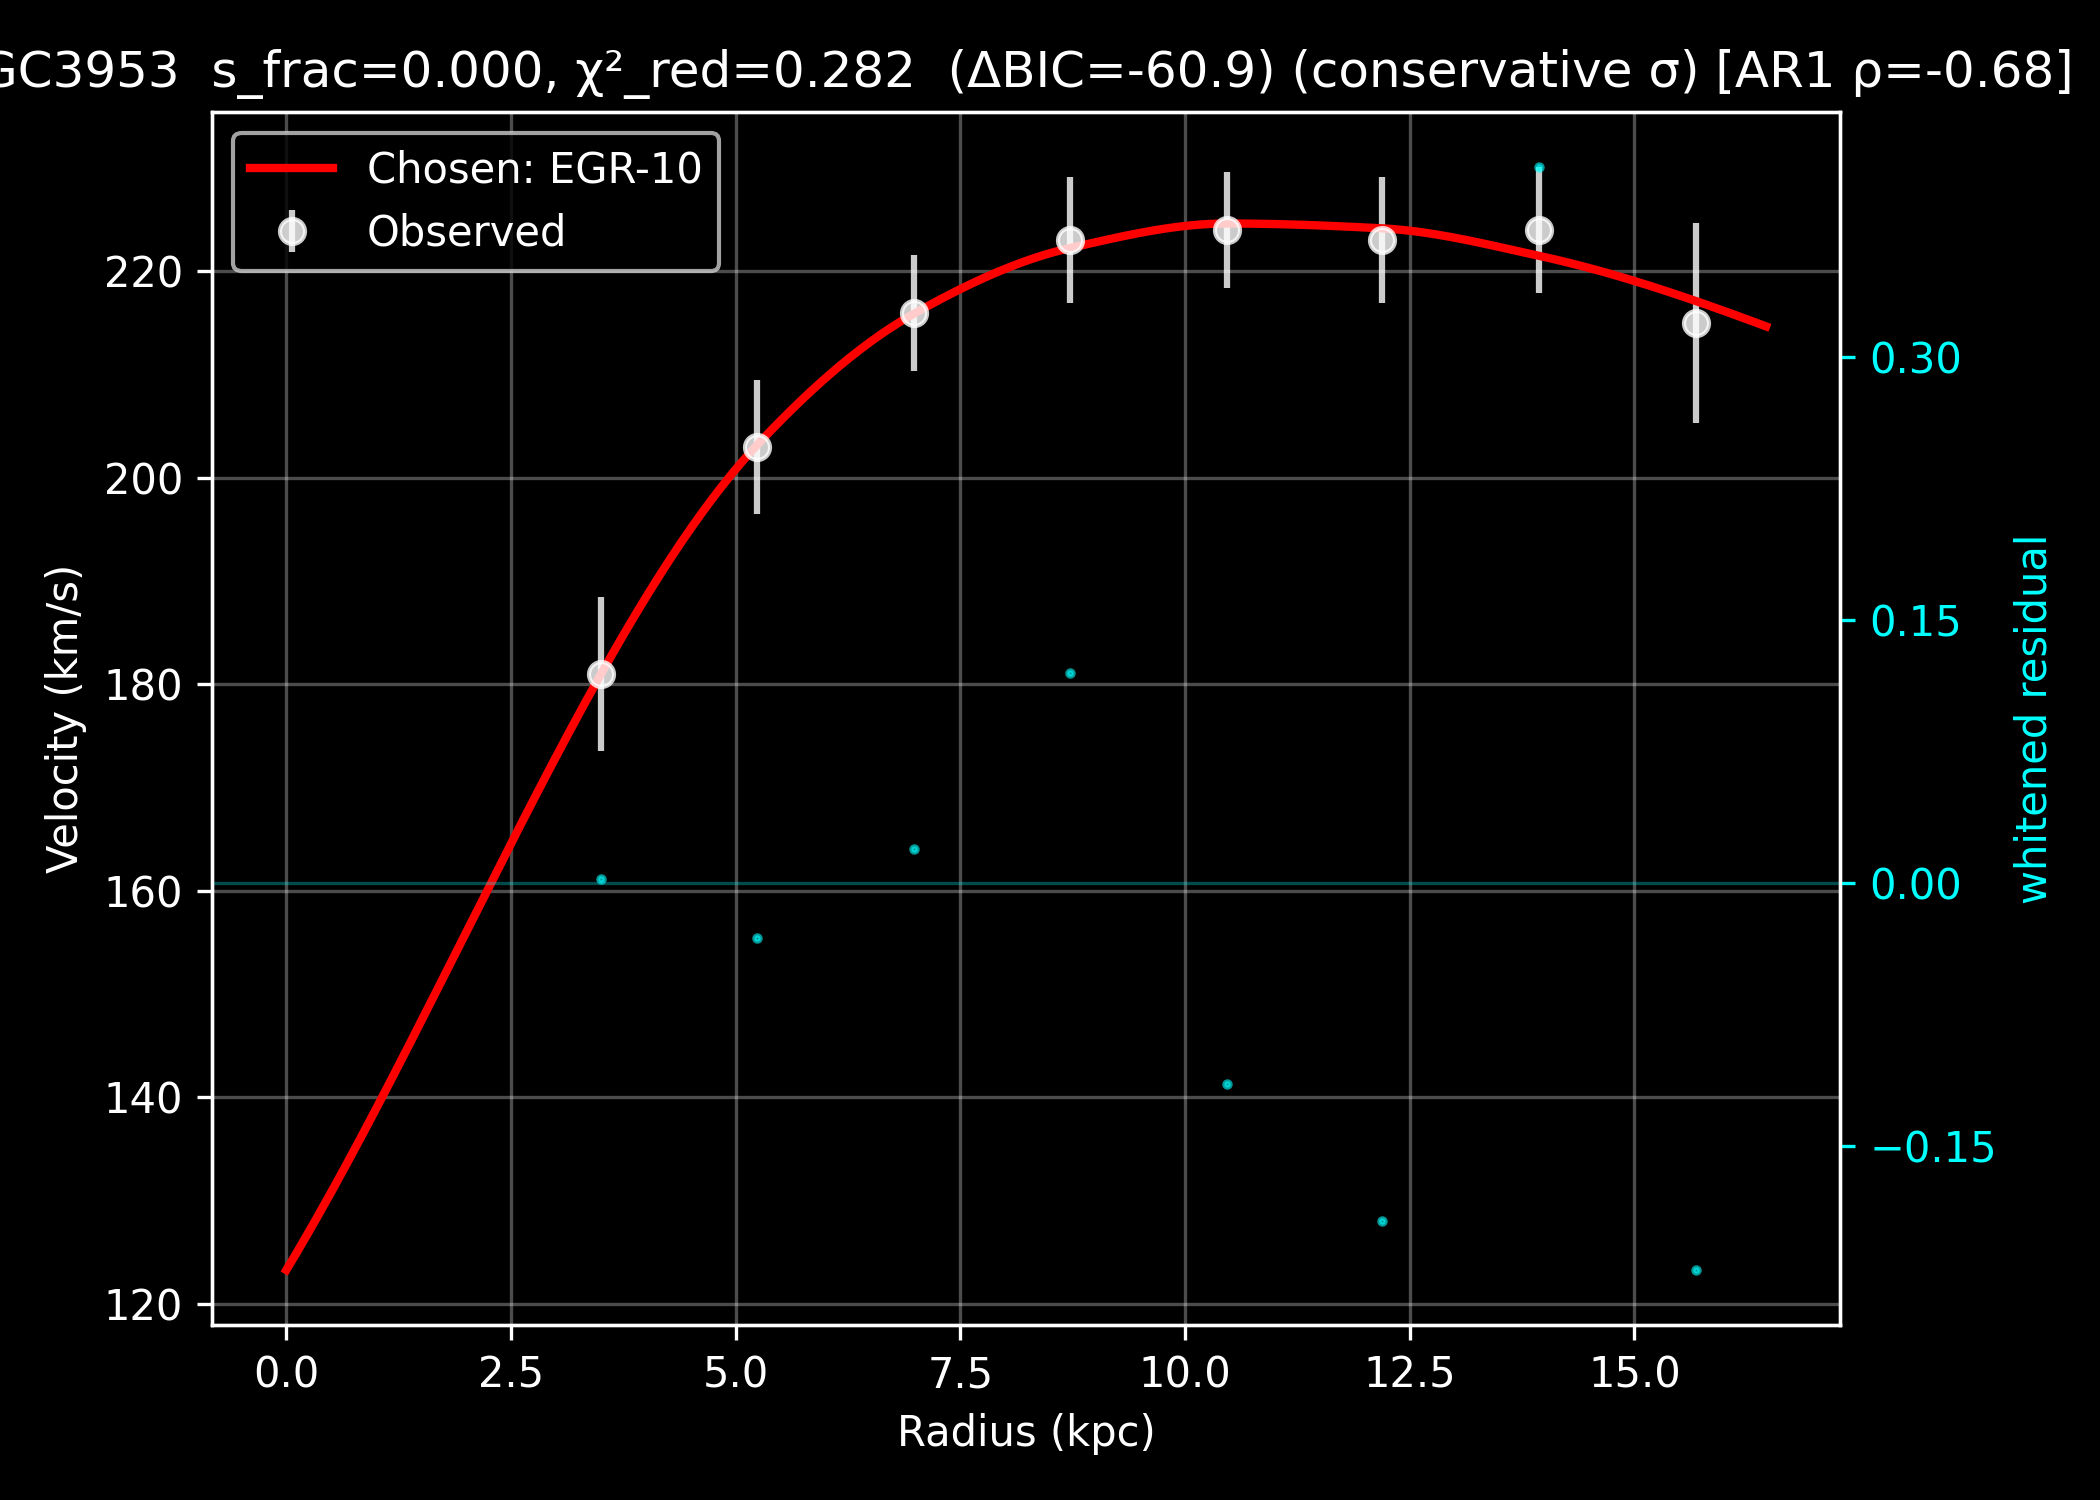 GC3953  s_frac=0.000, χ²_red=0.282  (ΔBIC=-60.9) (conservative σ) [AR1 ρ=-0.68]
Chosen: EGR-10
Observed
Velocity (km/s)
220
200
180
160
140
120
0.30
0.15
0.00
−0.15
whitened residual
0.0 2.5 5.0 7.5 10.0 12.5 15.0
Radius (kpc)